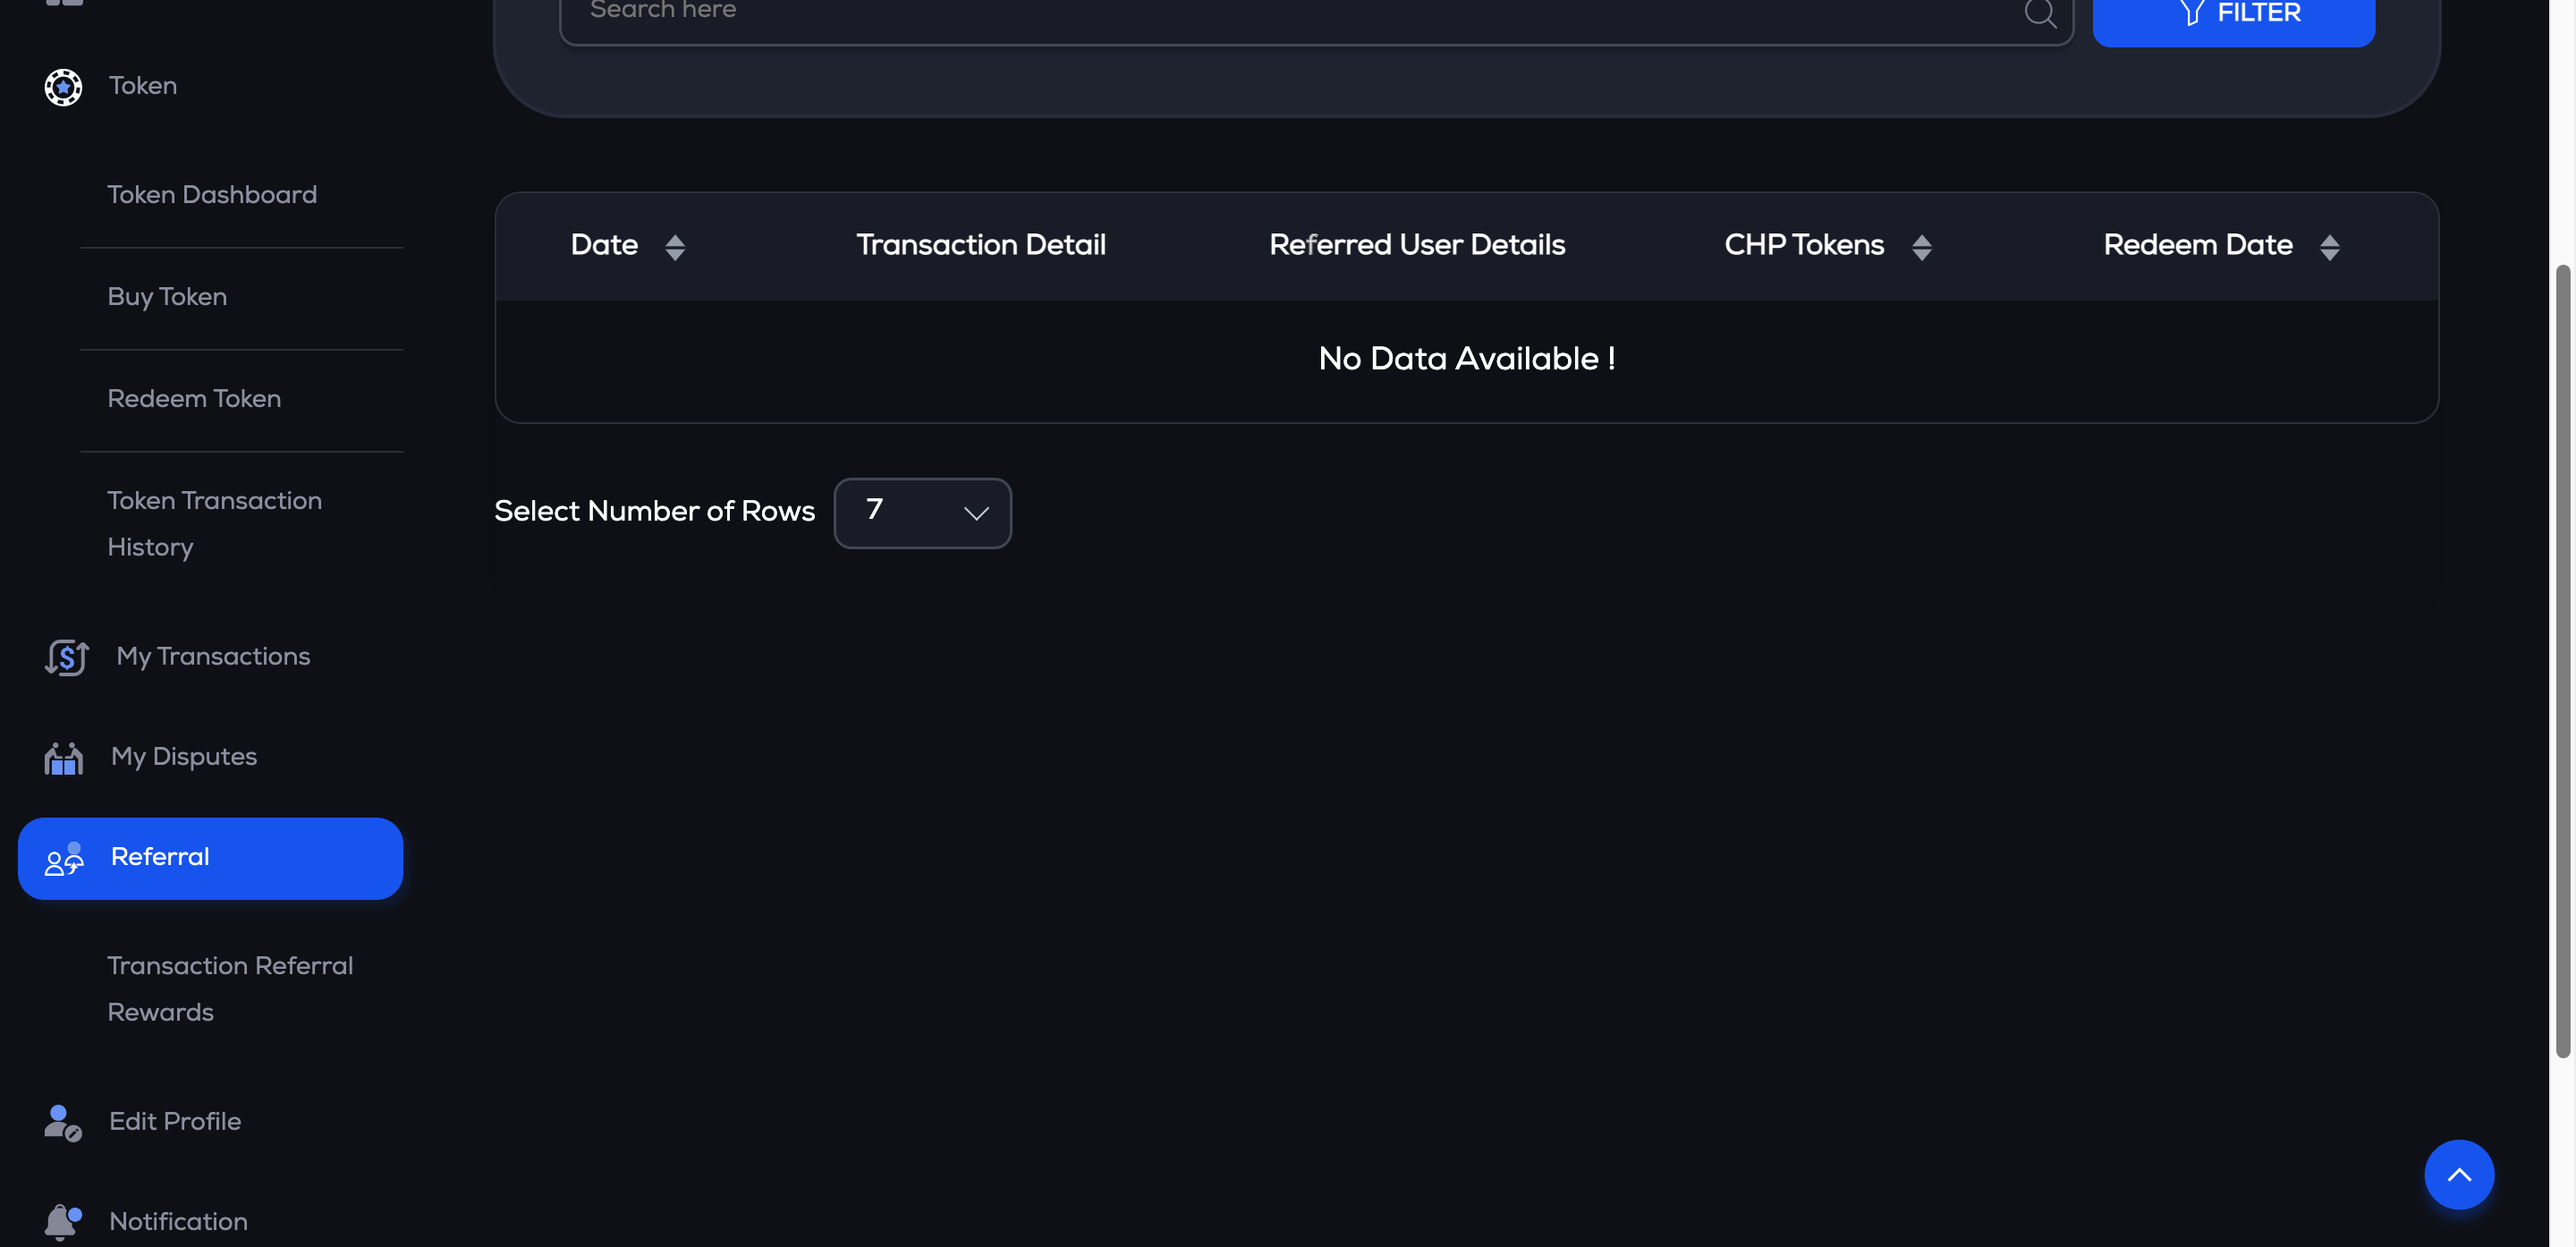 Search here
FILTER
Token
Token Dashboard
Buy Token
Redeem Token
Token Transaction
History
My Transactions
My Disputes
Referral
Transaction Referral
Rewards
Edit Profile
Notification
Date
Transaction Detail
Referred User Details
CHP Tokens
Redeem Date
No Data Available !
Select Number of Rows
7